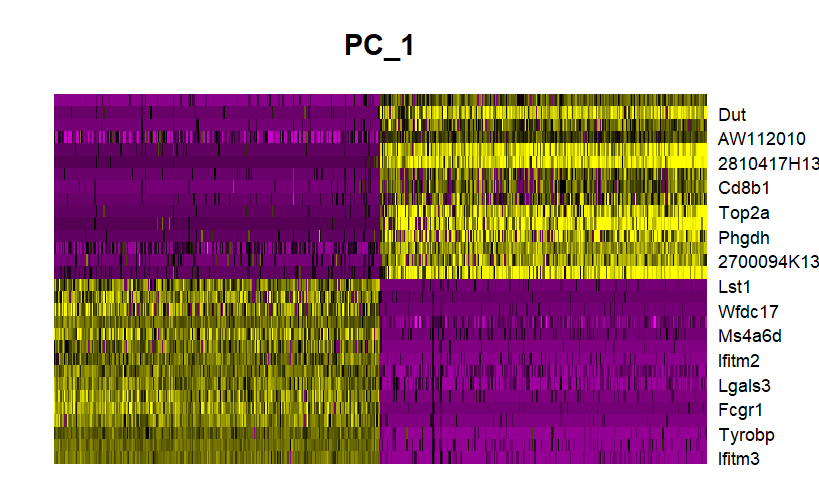 PC_1
Dut
AW112010
2810417H13
Cd8b1
Top2a
Phgdh
2700094K13
Lst1
Wfdc17
Ms4a6d
Ifitm2
Lgals3
Fcgr1
Tyrobp
Ifitm3